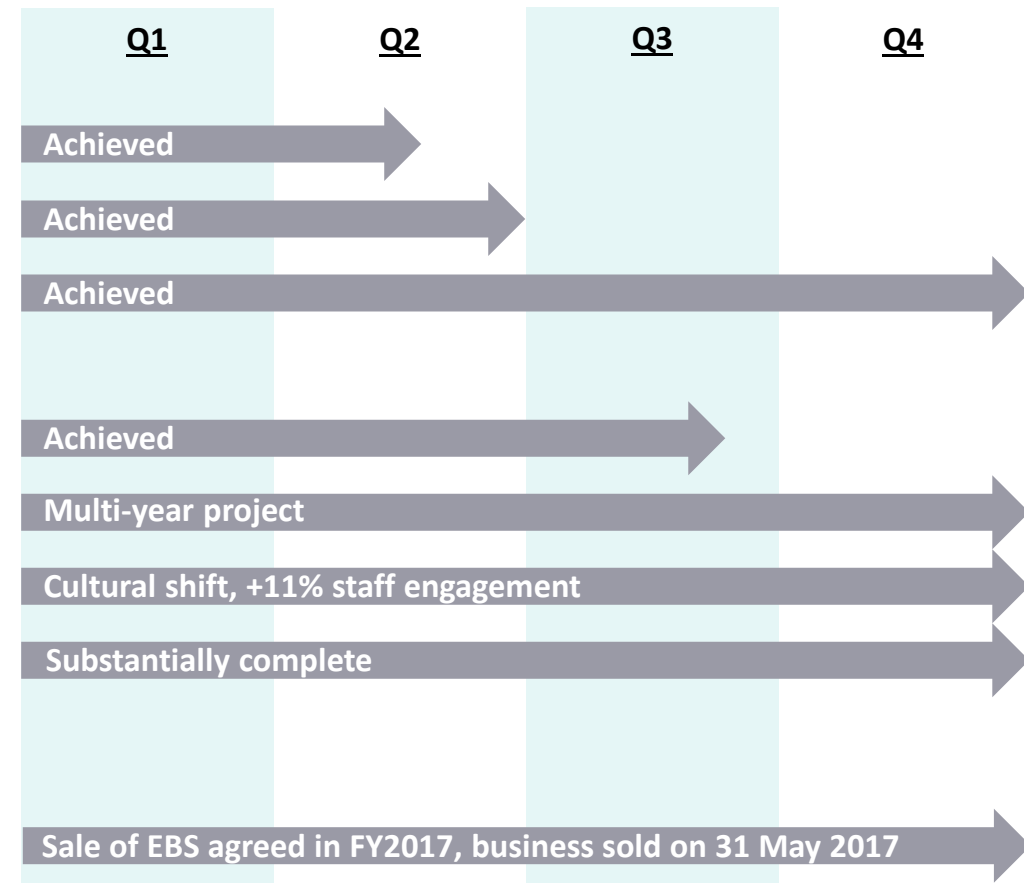 Q1 Q2 Q3 Q4
Achieved
Achieved
Achieved
Achieved
Multi-year project
Cultural shift, +11% staff engagement
Substantially complete
Sale of EBS agreed in FY2017, business sold on 31 May 2017